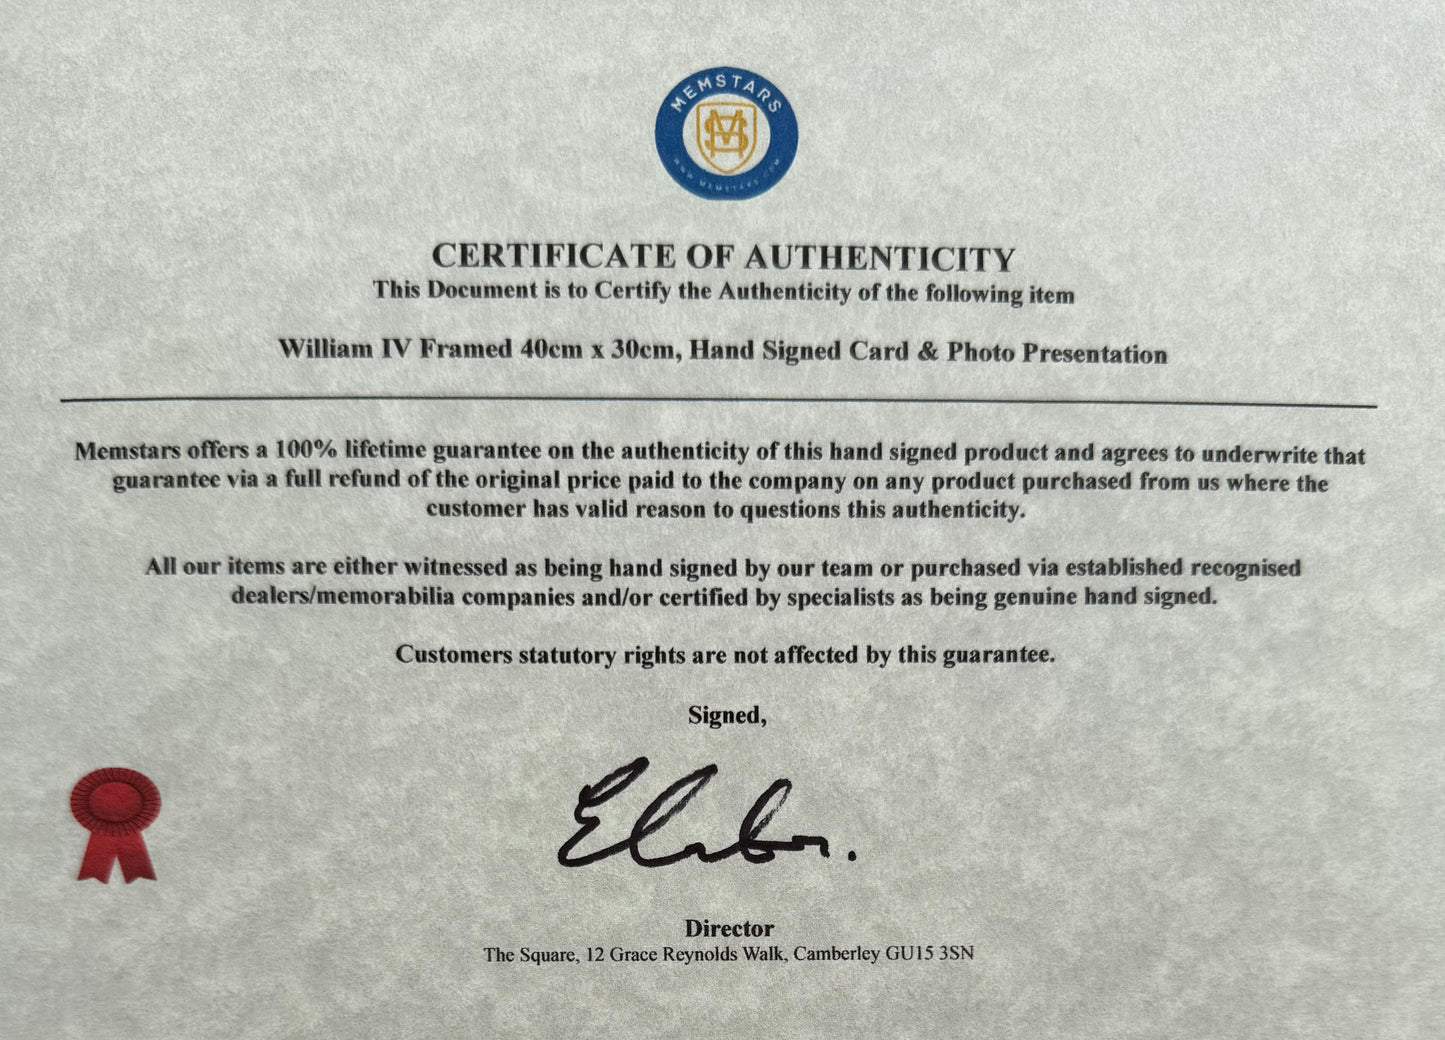 MEMSTARS
WWW.MEMSTARS.COM
CERTIFICATE OF AUTHENTICITY
This Document is to Certify the Authenticity of the following item
William IV Framed 40cm x 30cm, Hand Signed Card & Photo Presentation
Memstars offers a 100% lifetime guarantee on the authenticity of this hand signed product and agrees to underwrite that
guarantee via a full refund of the original price paid to the company on any product purchased from us where the
customer has valid reason to questions this authenticity.
All our items are either witnessed as being hand signed by our team or purchased via established recognised
dealers/memorabilia companies and/or certified by specialists as being genuine hand signed.
Customers statutory rights are not affected by this guarantee.
Signed,
Director
The Square, 12 Grace Reynolds Walk, Camberley GU15 3SN